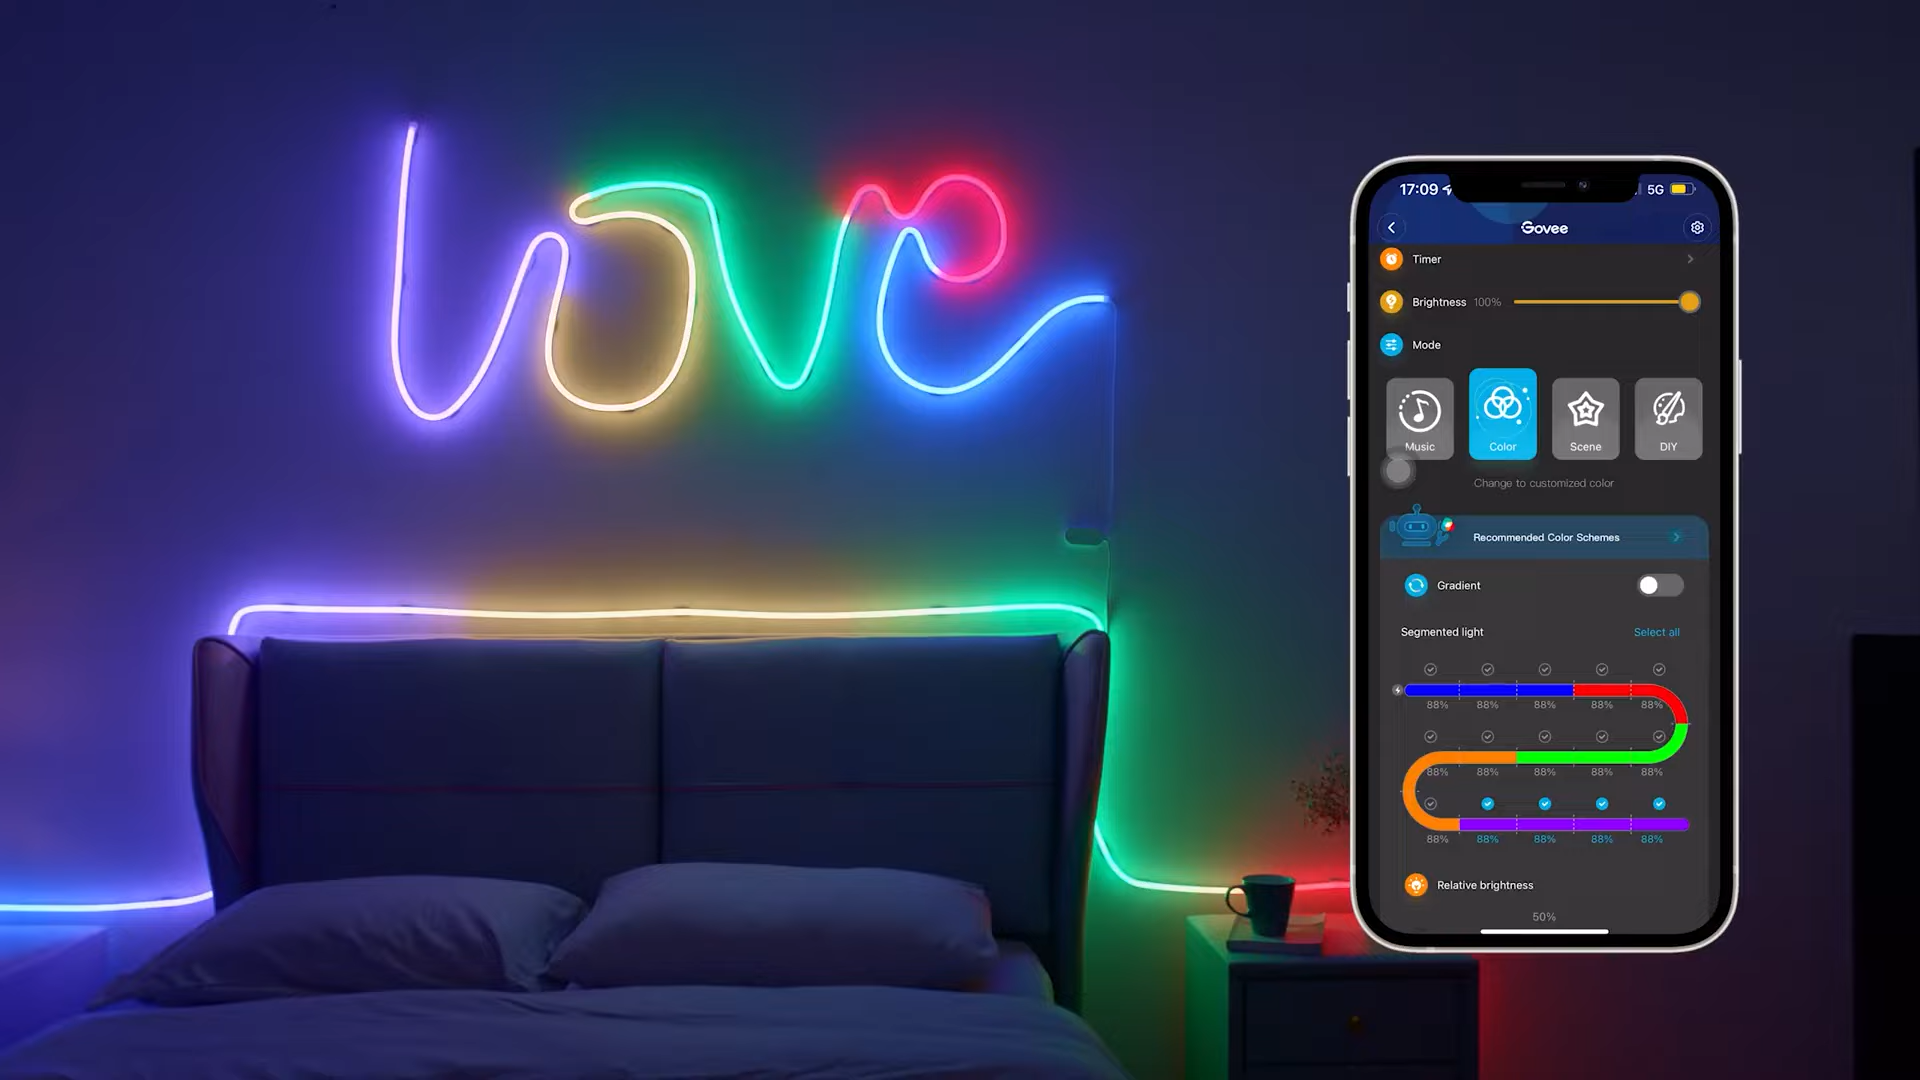 love
17:09
5G
Govee
Timer
Brightness 100%
Mode
Music Color Scene DIY
Change to customized color
Recommended Color Schemes
Gradient
Segmented light Select all
88% 88% 88% 88% 88%
88% 88% 88% 88% 88%
88% 88% 88% 88% 88%
Relative brightness
50%